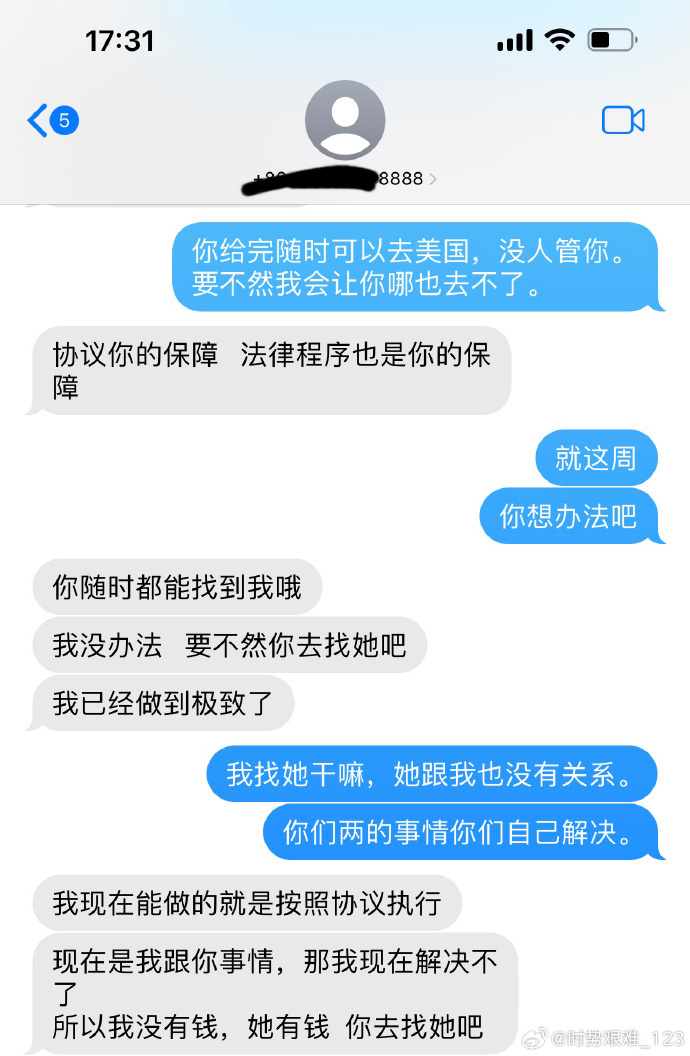 17:31
5
8888
你给完随时可以去美国，没人管你。
要不然我会让你哪也去不了。
协议你的保障 法律程序也是你的保
障
就这周
你想办法吧
你随时都能找到我哦
我没办法 要不然你去找她吧
我已经做到极致了
我找她干嘛，她跟我也没有关系。
你们两的事情你们自己解决。
我现在能做的就是按照协议执行
现在是我跟你事情，那我现在解决不
了
所以我没有钱，她有钱 你去找她吧
@时势艰难_123